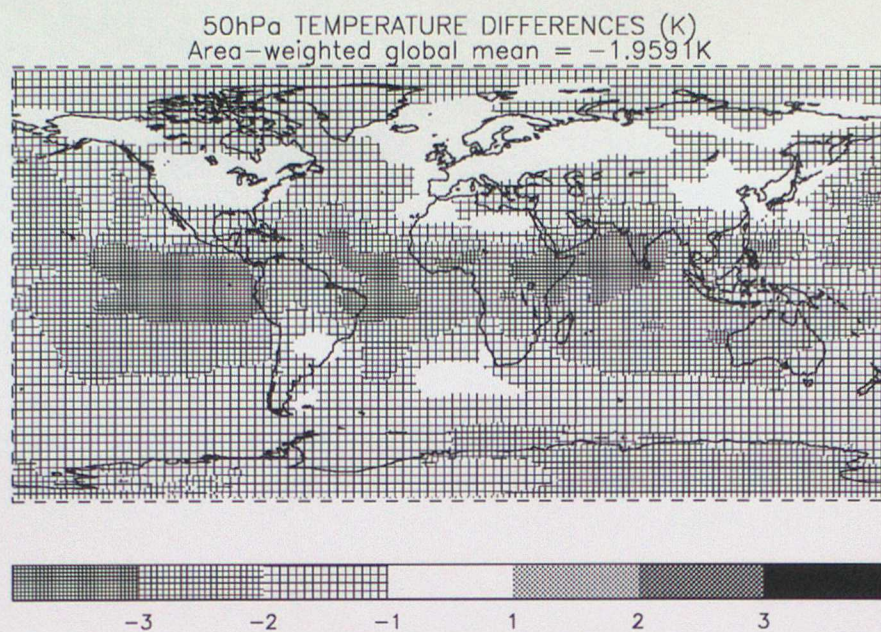 50hPa TEMPERATURE DIFFERENCES (K)
Area-weighted global mean = -1.9591K
-3 -2 -1 1 2 3